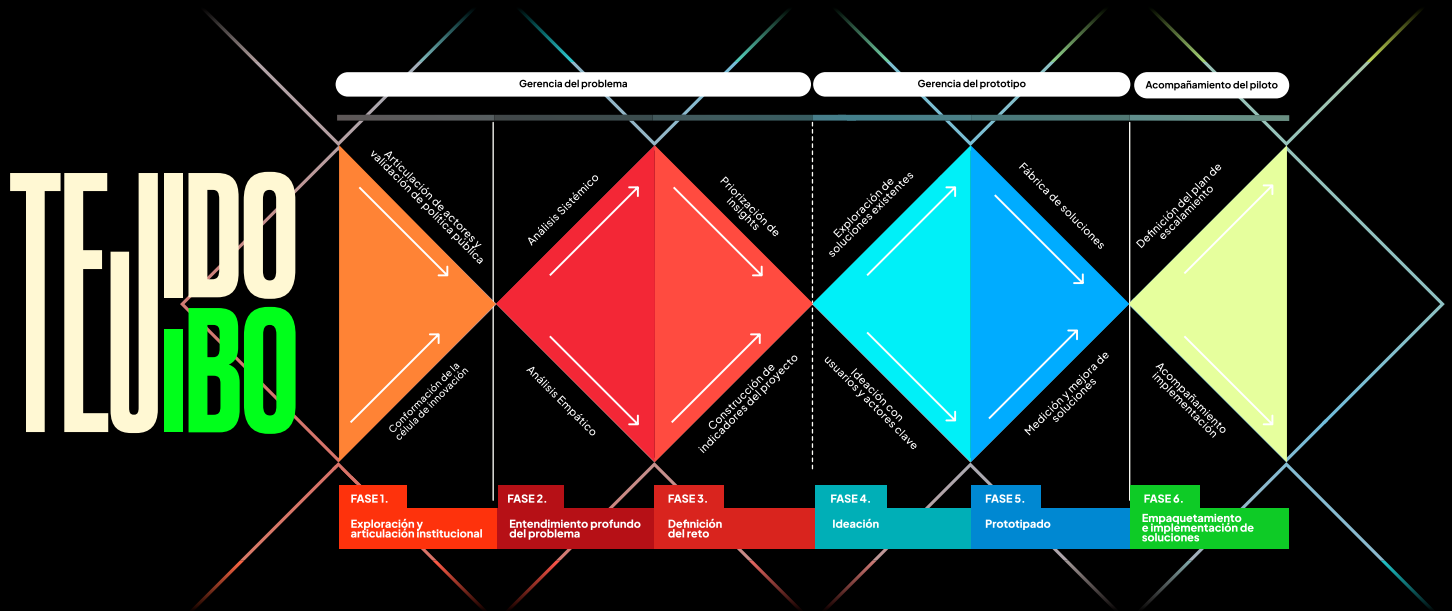 Gerencia del problema
Gerencia del prototipo
Acompañamiento del piloto
TEJIDO
iBO
Articulación de actores y
validación de política pública
Conformación de la
célula de innovación
Análisis Sistémico
Análisis Empático
Priorización de
insights
Construcción de
indicadores del proyecto
Exploración de
soluciones existentes
Ideación con
usuarios y actores clave
Fábrica de soluciones
Medición y mejora de
soluciones
Definición del plan de
escalamiento
Acompañamiento
implementación
FASE 1.
Exploración y
articulación institucional
FASE 2.
Entendimiento profundo
del problema
FASE 3.
Definición
del reto
FASE 4.
Ideación
FASE 5.
Prototipado
FASE 6.
Empaquetamiento
e implementación de
soluciones